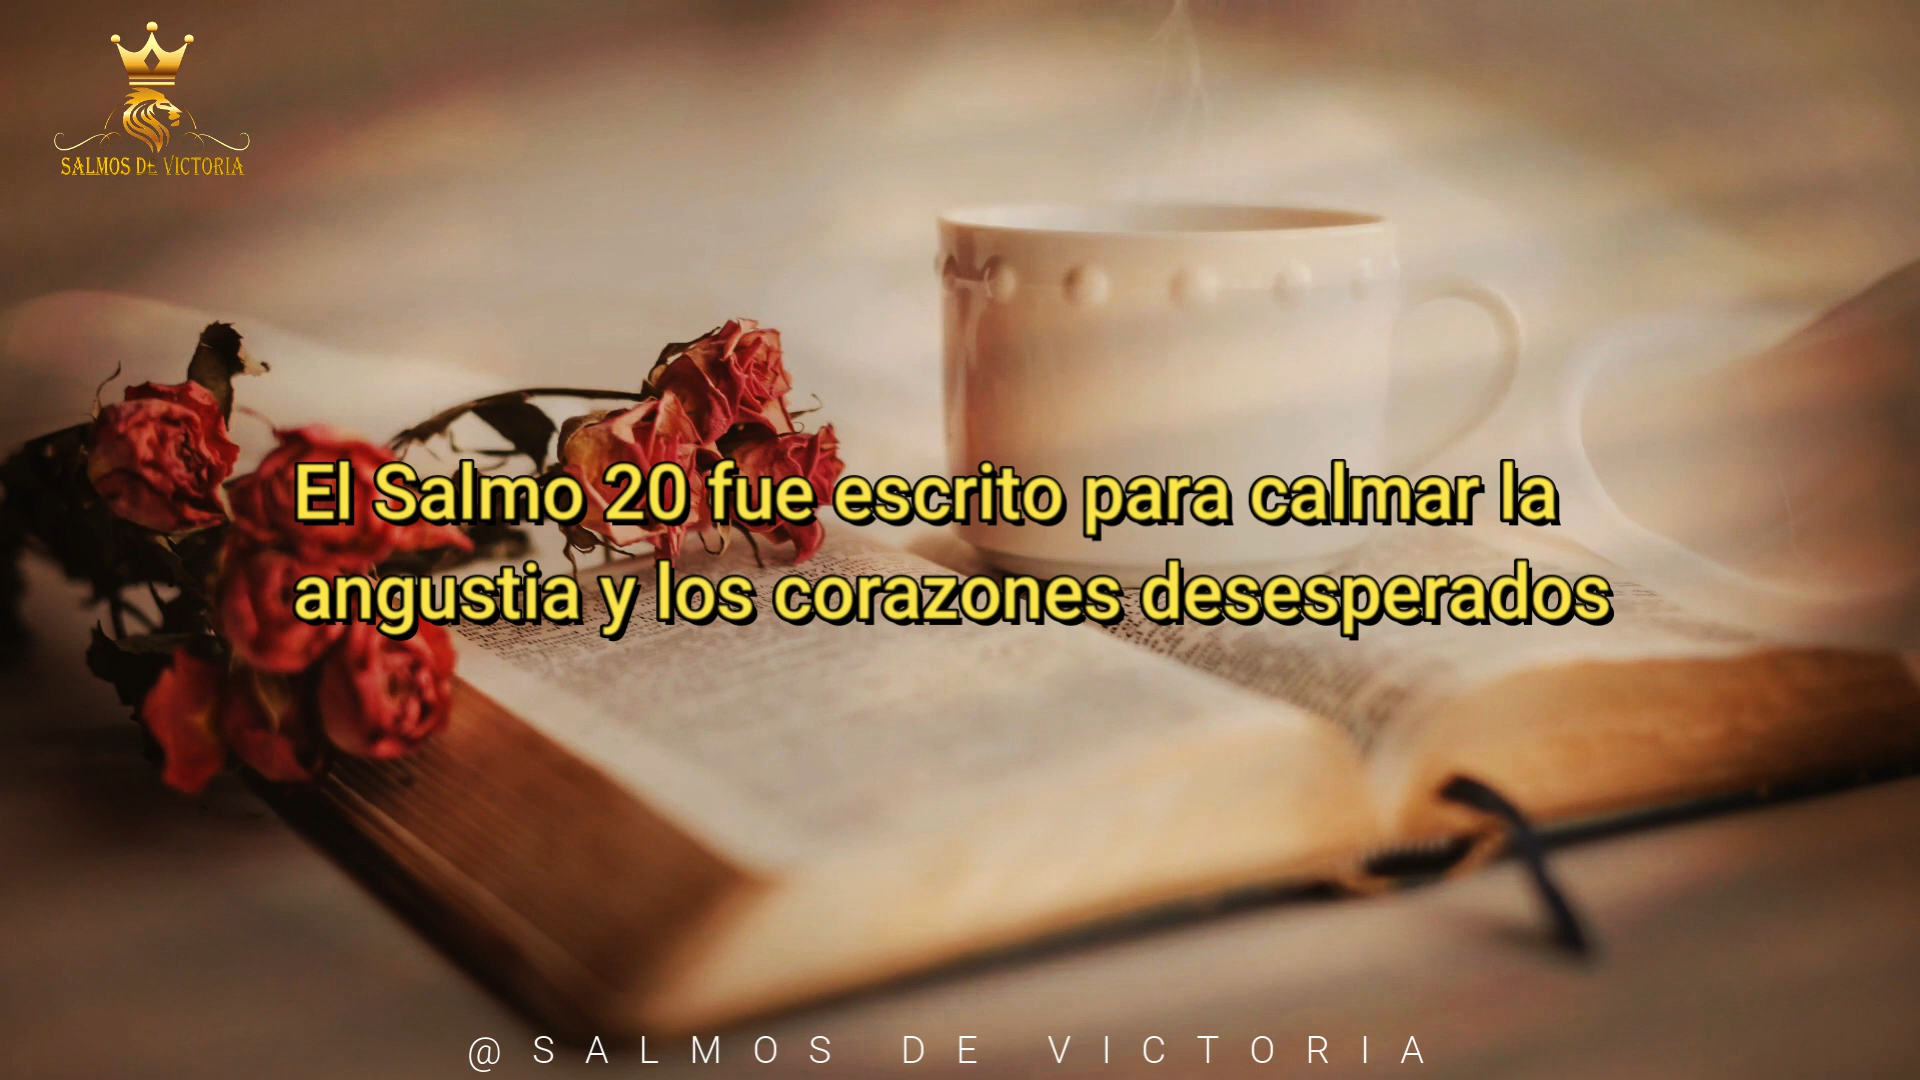 SALMOS DE VICTORIA
El Salmo 20 fue escrito para calmar la
angustia y los corazones desesperados
@SALMOS DE VICTORIA